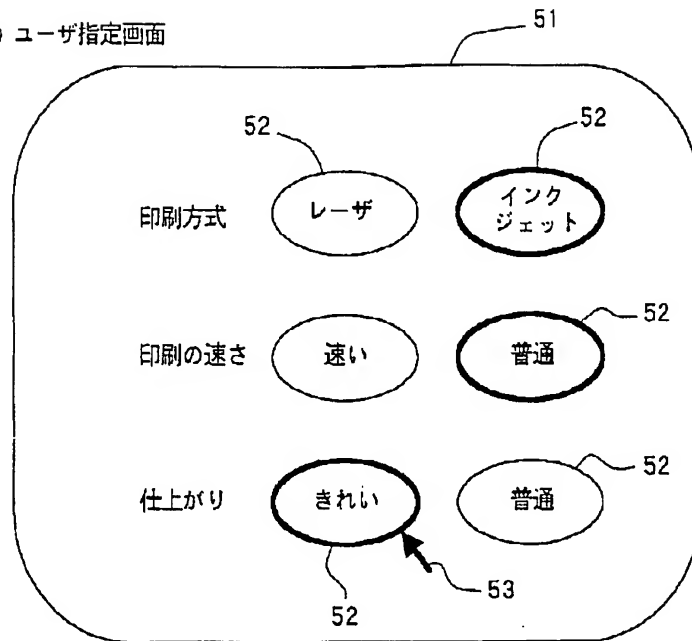 ) ユーザ指定画面
51
52
52
印刷方式
レーザ
インク
ジェット
52
印刷の速さ
速い
普通
52
仕上がり
きれい
普通
52
53